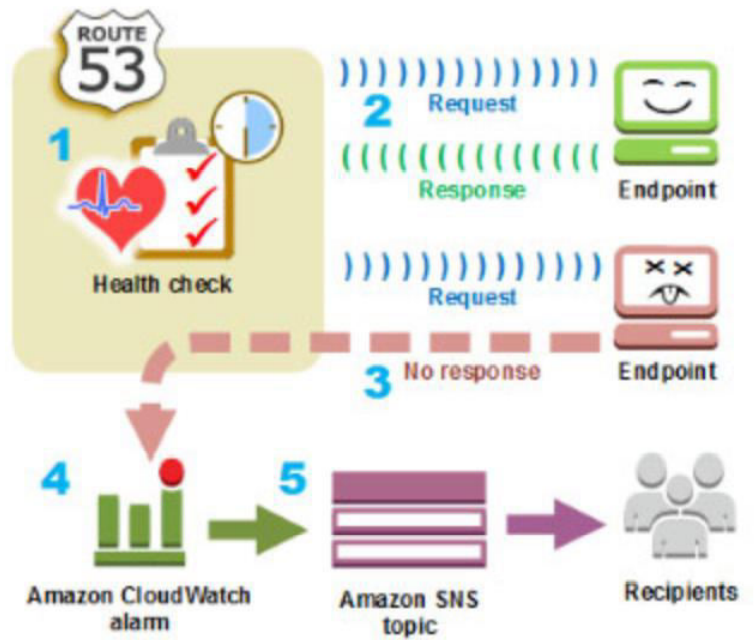 ROUTE
53
1
Health check
2
Request
Response
Endpoint
Request
3
No response
Endpoint
4
Amazon CloudWatch
alarm
5
Amazon SNS
topic
Recipients